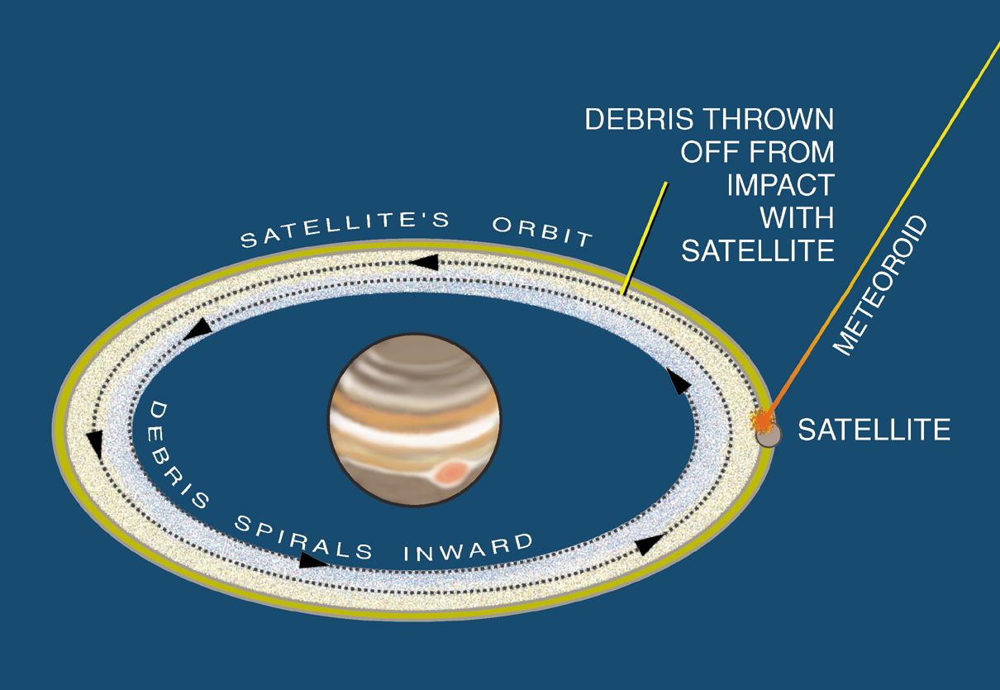 DEBRIS THROWN
OFF FROM
IMPACT
WITH
SATELLITE
SATELLITE'S ORBIT
METEOROID
SATELLITE
DEBRIS SPIRALS INWARD